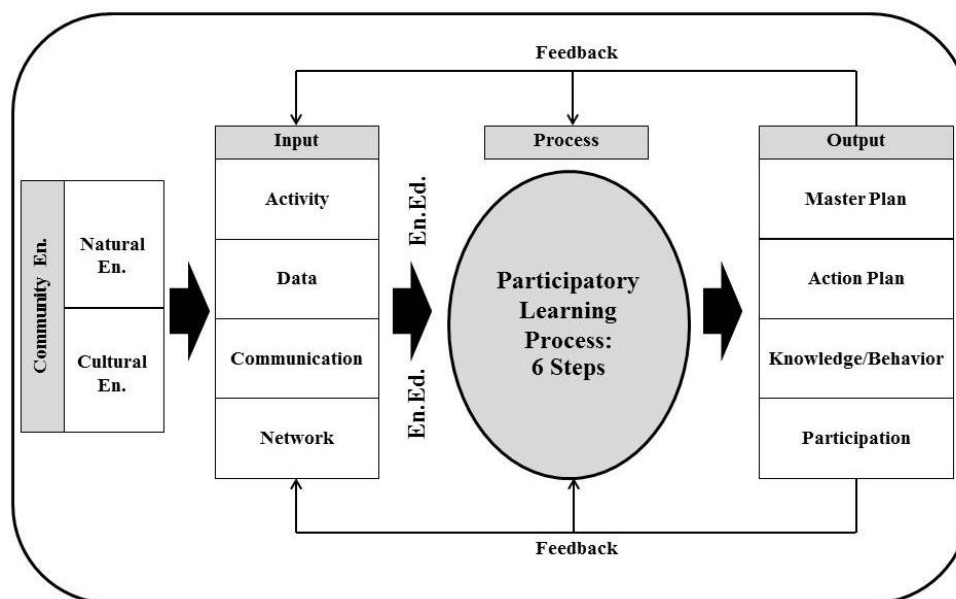 Feedback
Community En.
Natural
En.
Cultural
En.
Input
Activity
Data
Communication
Network
En.Ed.
En.Ed.
Process
Participatory
Learning
Process:
6 Steps
Output
Master Plan
Action Plan
Knowledge/Behavior
Participation
Feedback